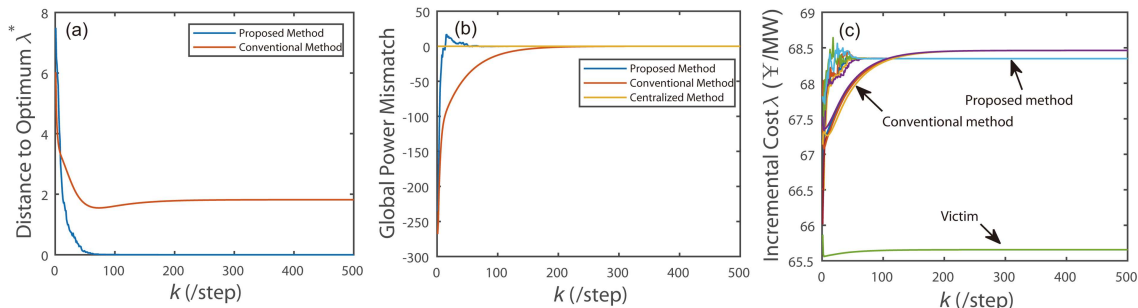 (a)
Proposed Method
Conventional Method
Distance to Optimum λ*
8
6
4
2
0
0 100 200 300 400 500
k (/step)
(b)
Proposed Method
Conventional Method
Centralized Method
Global Power Mismatch
50
0
-50
-100
-150
-200
-250
-300
0 100 200 300 400 500
k (/step)
(c)
Proposed method
Conventional method
Victim
Incremental Cost λ (¥/MW)
69
68.5
68
67.5
67
66.5
66
65.5
0 100 200 300 400 500
k (/step)